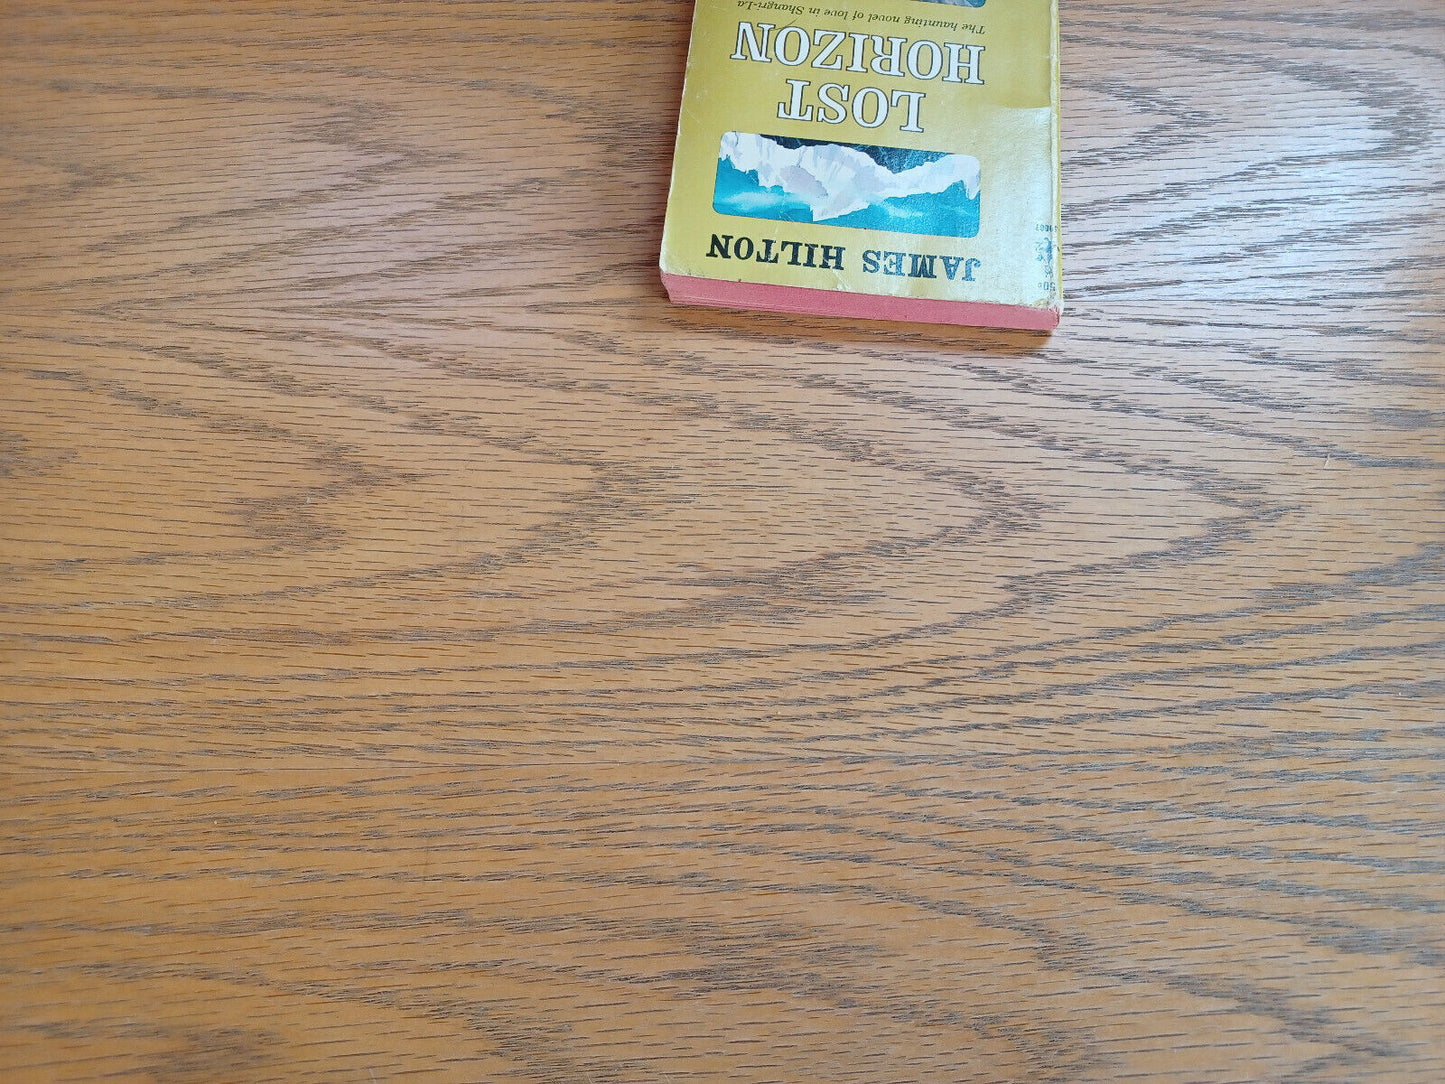 JAMES HILTON
LOST
HORIZON
The haunting novel of love in Shangri-La